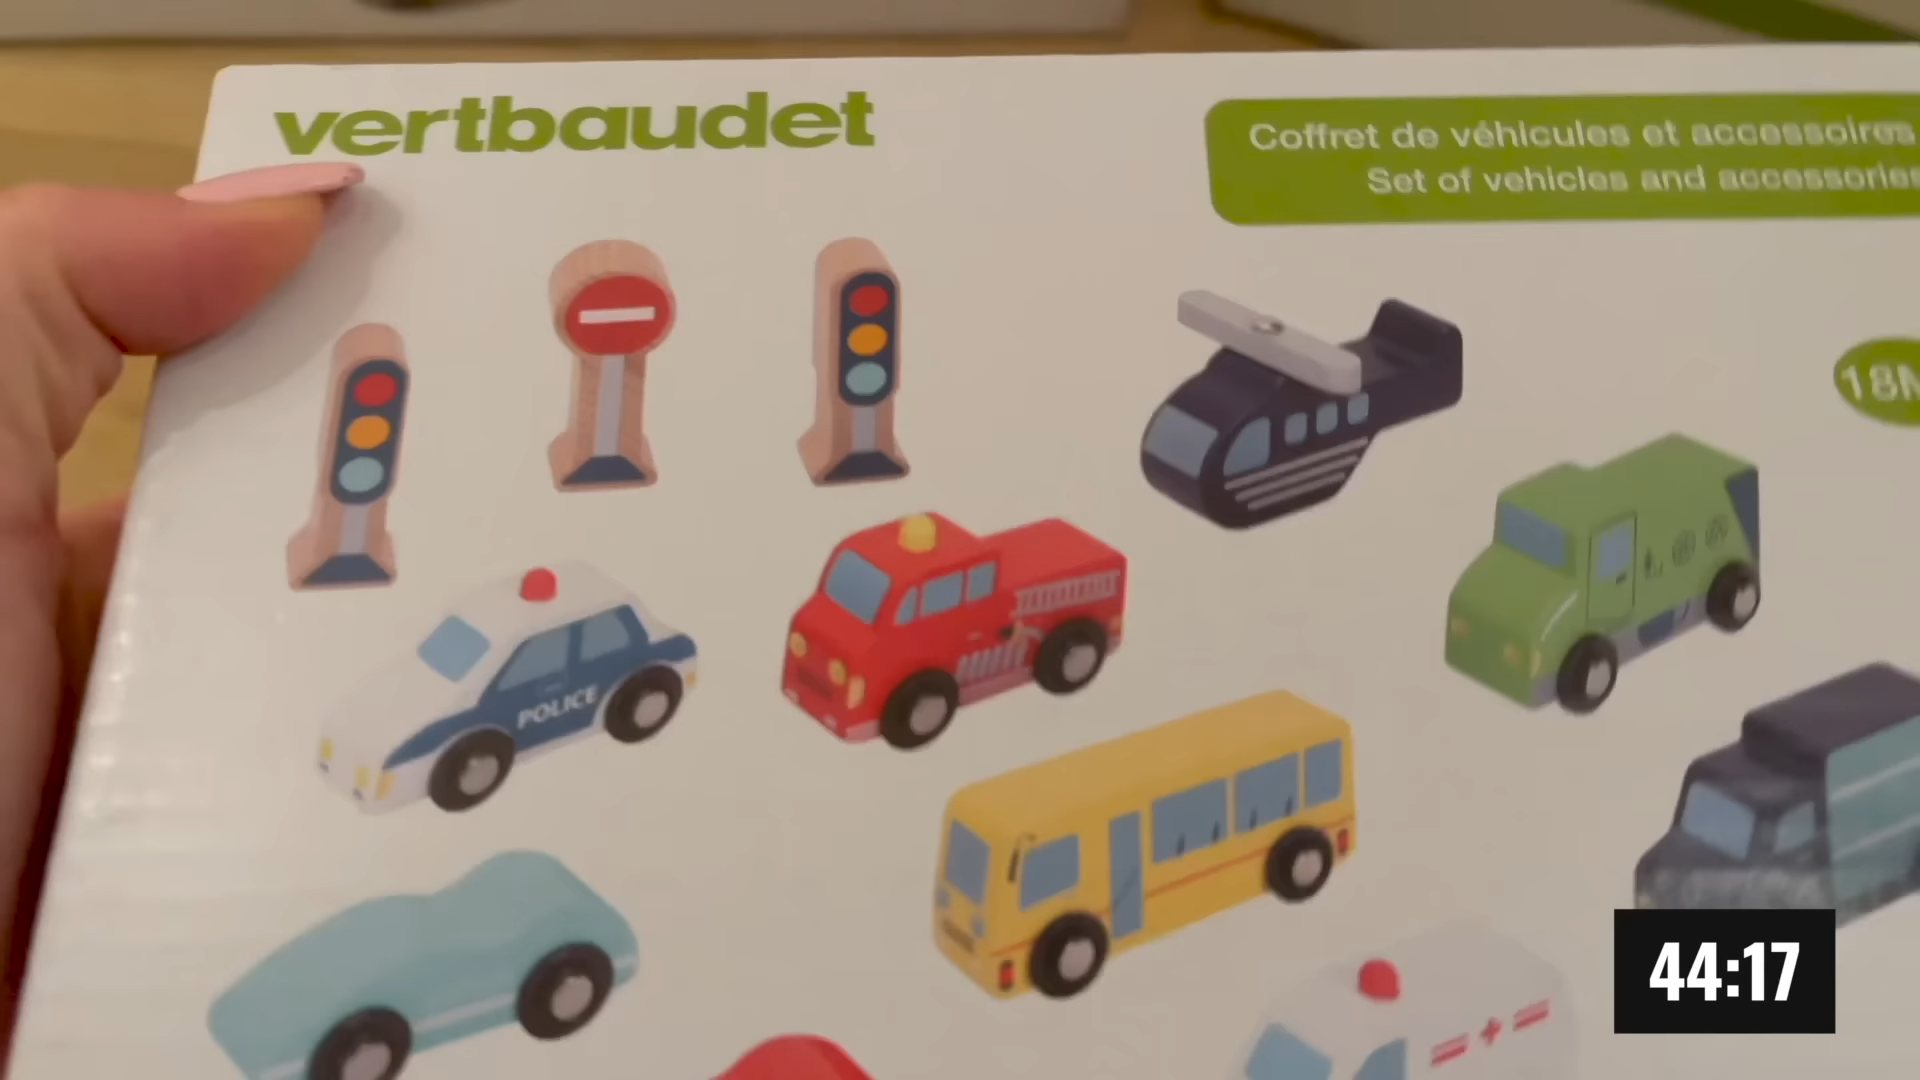 vertbaudet
Coffret de véhicules et accessoires
Set of vehicles and accessories
18M
POLICE
44:17